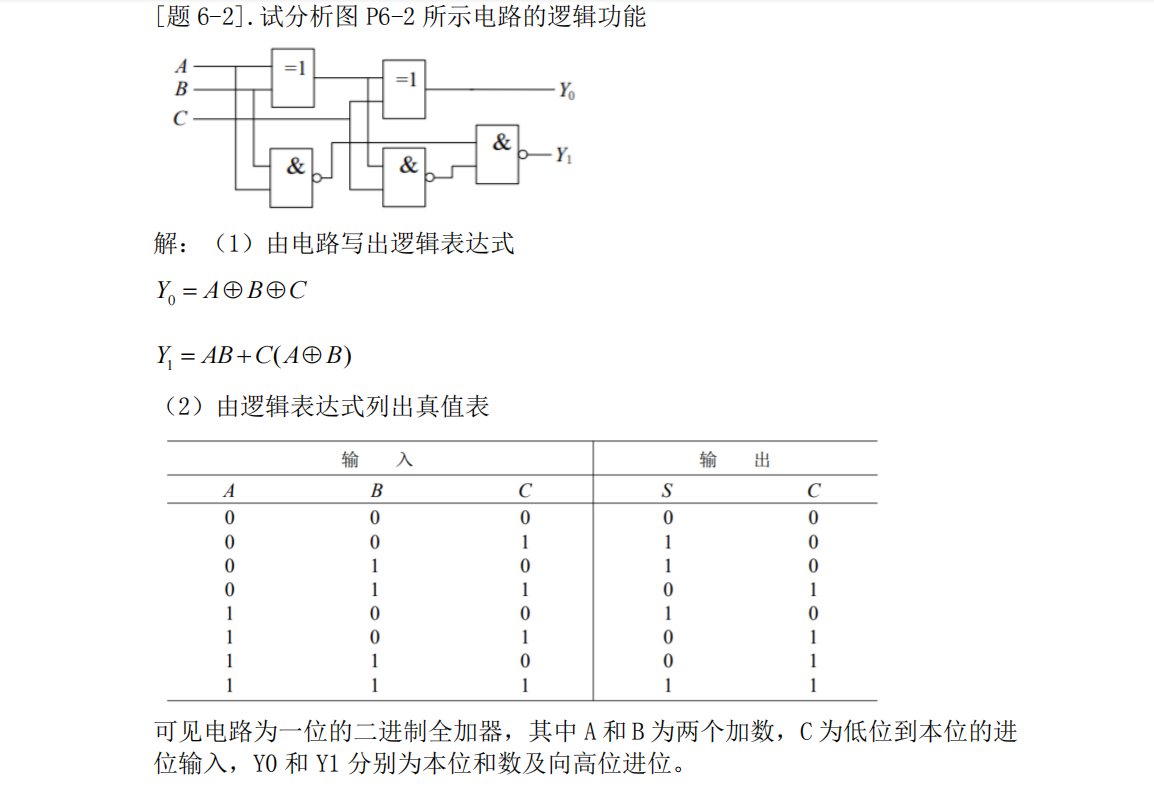 [题 6-2].试分析图 P6-2 所示电路的逻辑功能
A =1 =1
B Y₀
C
& & & Y₁
解：（1）由电路写出逻辑表达式
Y₀ = A⊕B⊕C
Y₁ = AB+C(A⊕B)
（2）由逻辑表达式列出真值表
输 入 输 出
A B C S C
0 0 0 0 0
0 0 1 1 0
0 1 0 1 0
0 1 1 0 1
1 0 0 1 0
1 0 1 0 1
1 1 0 0 1
1 1 1 1 1
可见电路为一位的二进制全加器，其中 A 和 B 为两个加数，C 为低位到本位的进
位输入，Y0 和 Y1 分别为本位和数及向高位进位。